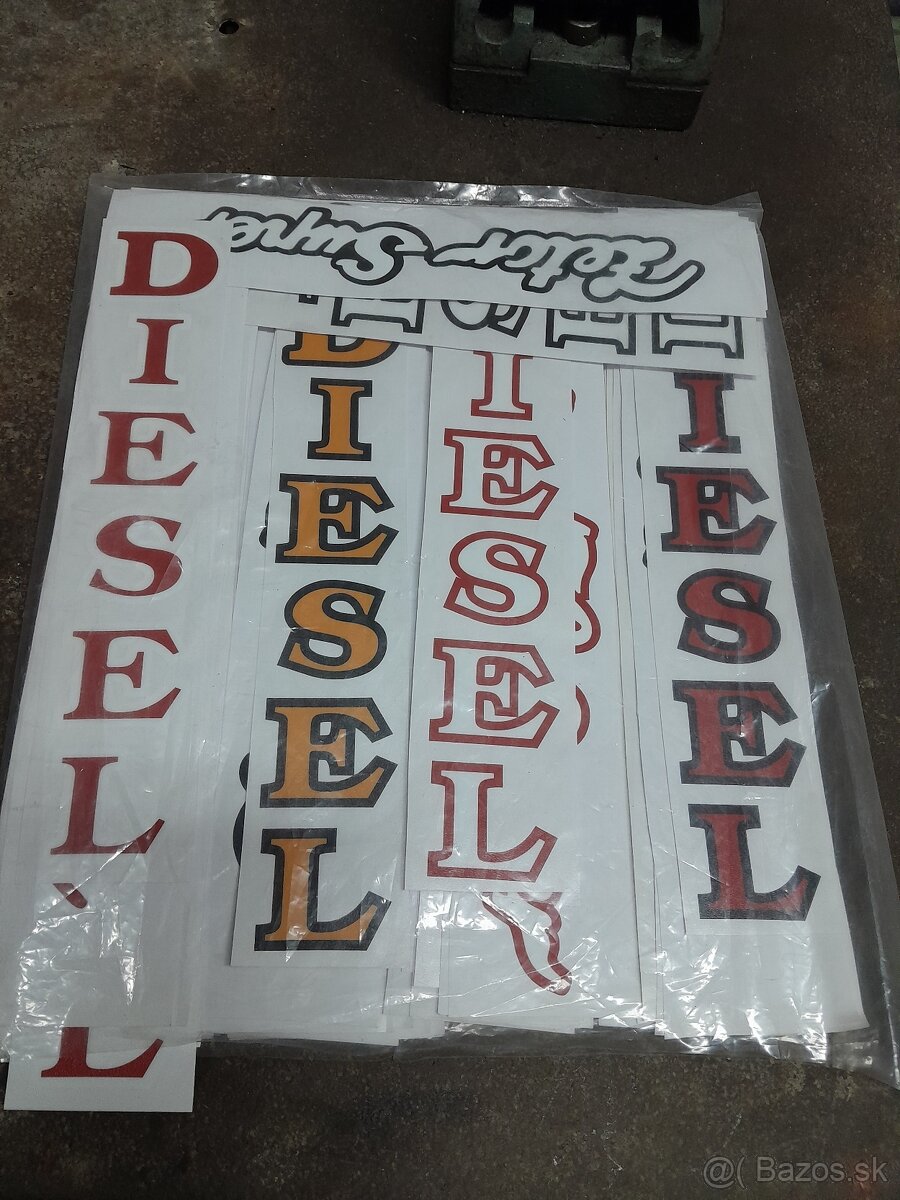 Zetor Super
DIESEL
DIESEL
IESEL
IESEL
L
@( Bazos.sk